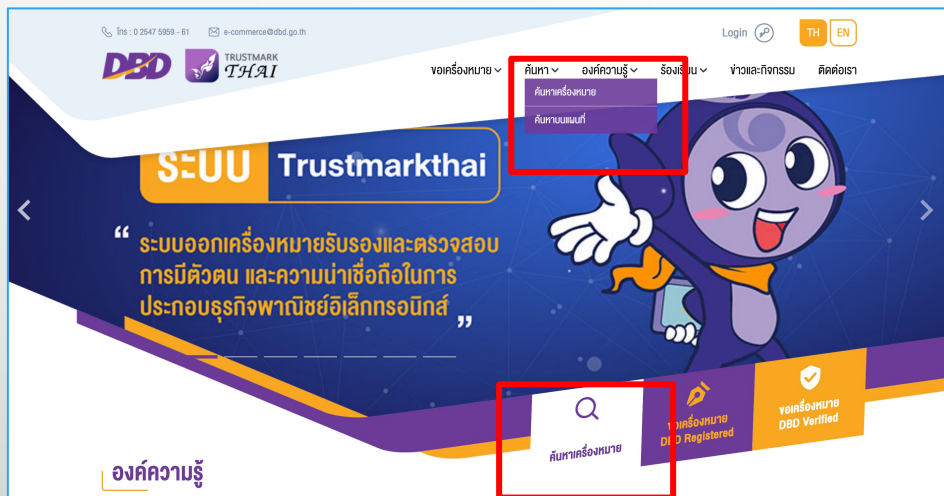 โทร : 0 2547 5959 - 61 e-commerce@dbd.go.th Login TH EN
DBD TRUSTMARK
THAI
ขอเครื่องหมาย ค้นหา องค์ความรู้ ร้องเรียน ข่าวและกิจกรรม ติดต่อเรา
ค้นหาเครื่องหมาย
ค้นหาบนแผนที่
ระบบ Trustmarkthai
“ ระบบออกเครื่องหมายรับรองและตรวจสอบ
การมีตัวตน และความน่าเชื่อถือในการ
ประกอบธุรกิจพาณิชย์อิเล็กทรอนิกส์ ”
ค้นหาเครื่องหมาย
ขอเครื่องหมาย
DBD Registered
ขอเครื่องหมาย
DBD Verified
องค์ความรู้